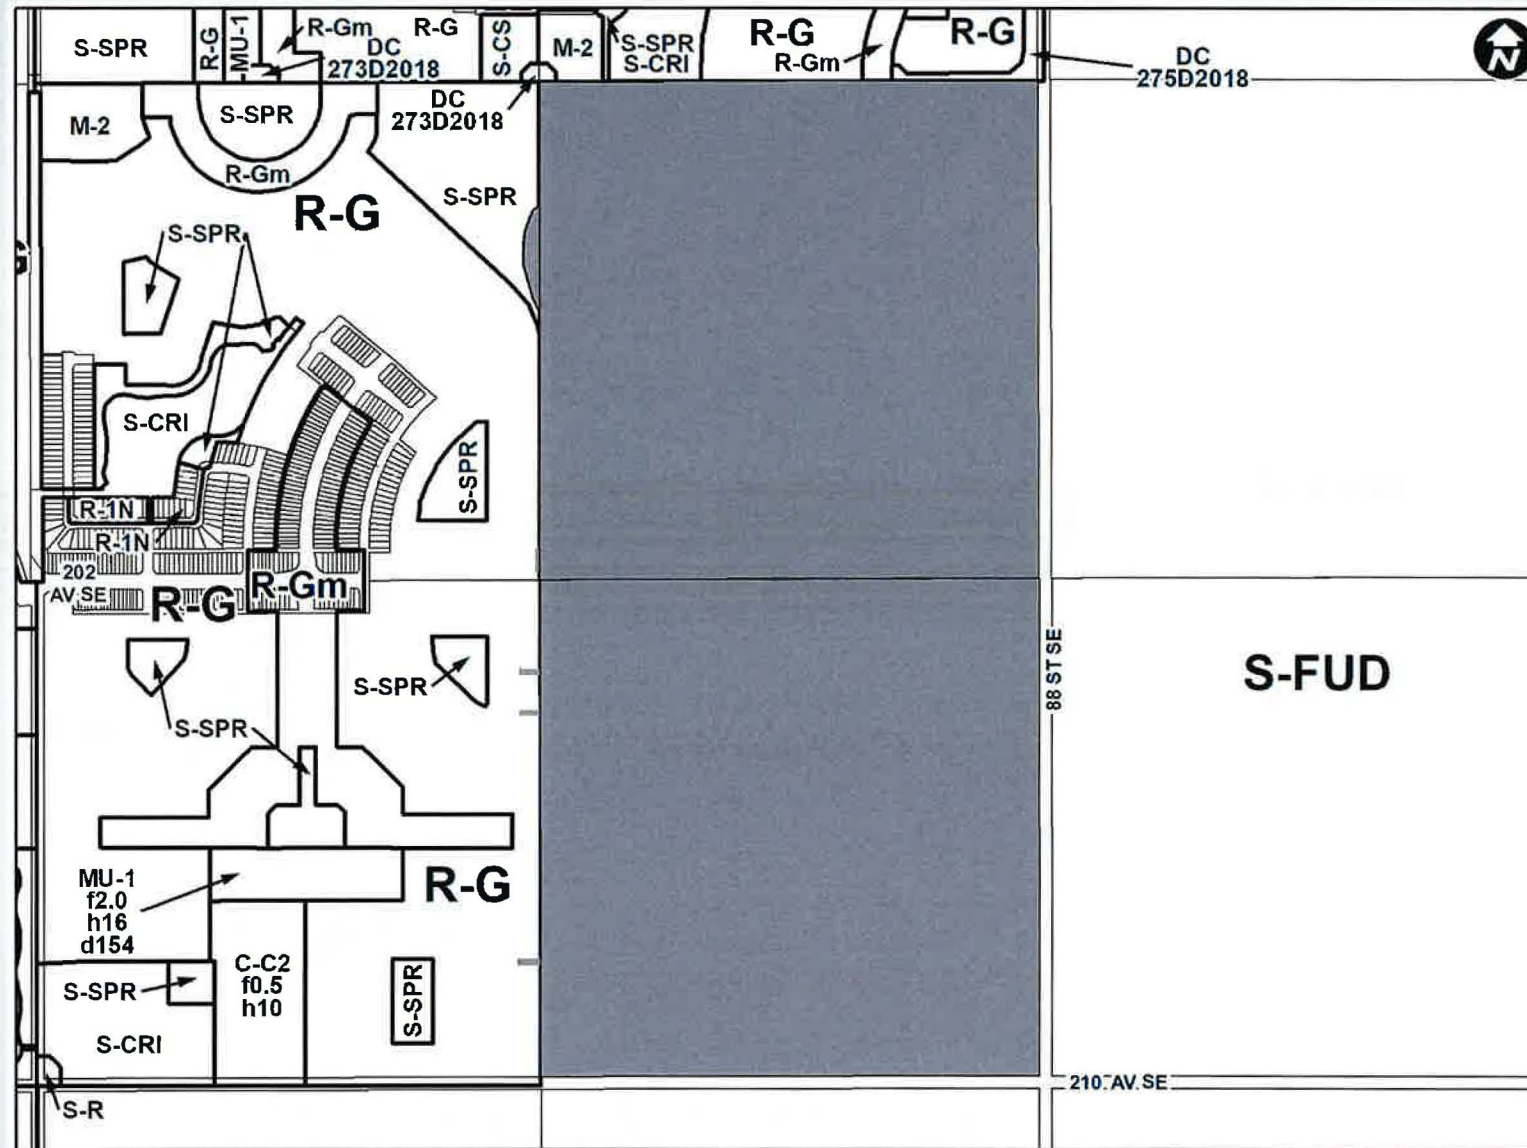 S-SPR
R-G
MU-1
R-Gm
R-G
DC
273D2018
S-CS
M-2
S-SPR
S-CRI
R-G
R-Gm
R-G
DC
275D2018
N
M-2
S-SPR
DC
273D2018
R-Gm
S-SPR
R-G
S-SPR
S-CRI
S-SPR
R-1N
R-1N
202
AV SE
R-G
R-Gm
88 ST SE
S-FUD
S-SPR
S-SPR
MU-1
f2.0
h16
d154
R-G
S-SPR
C-C2
f0.5
h10
S-SPR
S-CRI
210 AV SE
S-R